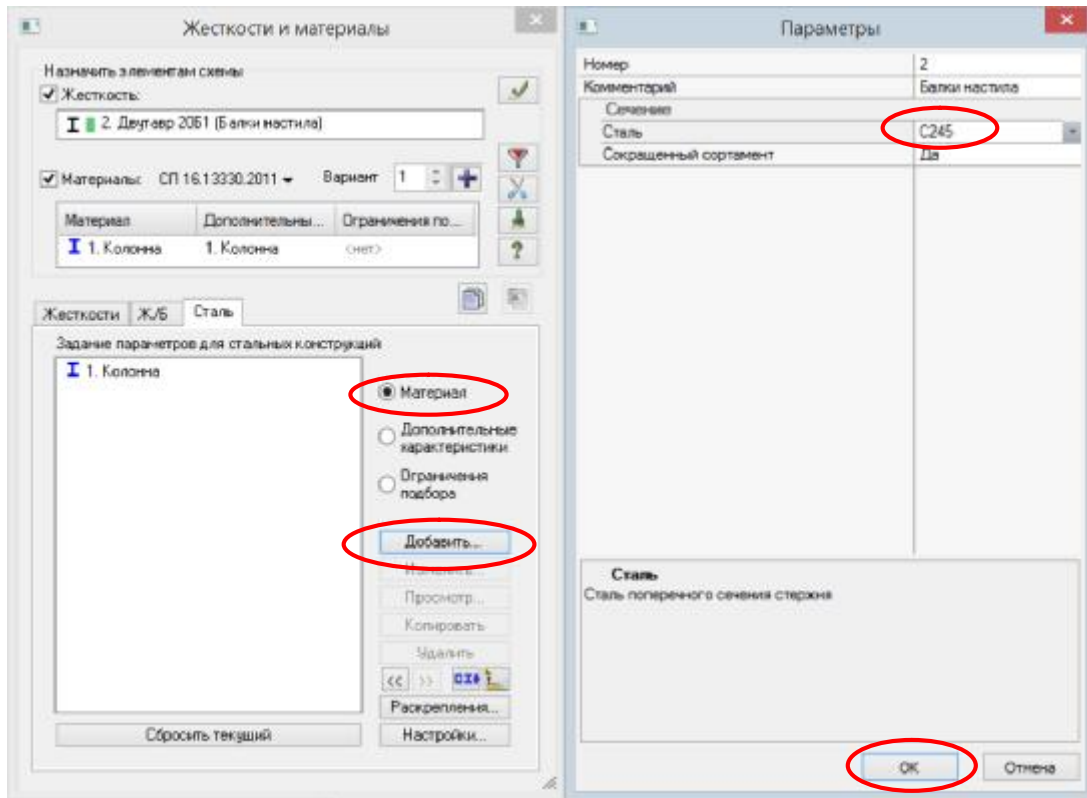 Жесткости и материалы
Назначить элементам схемы
Жесткость:
2. Двутавр 20Б1 (Балки настила)
Материалы: СП 16.13330.2011 Вариант 1
Материал Дополнительны... Ограничения по...
1. Колонна 1. Колонна <нет>
Жесткости Ж/Б Сталь
Задание параметров для стальных конструкций
1. Колонна
Материал
Дополнительные
характеристики
Ограничения
подбора
Добавить...
Изменить...
Просмотр...
Копировать
Удалить
<< >>
Раскрепления...
Сбросить текущий Настройки...
Параметры
Номер 2
Комментарий Балки настила
Сечение
Сталь С245
Сокращенный сортамент Да
Сталь
Сталь поперечного сечения стержня
ОК Отмена